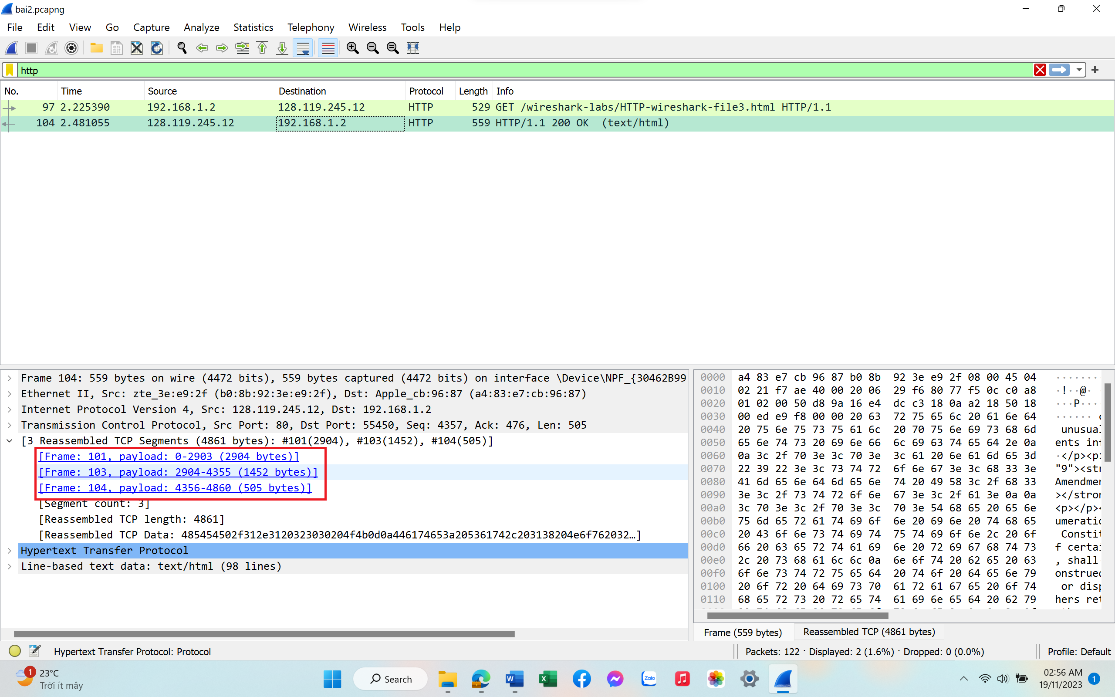 bai2.pcapng
File Edit View Go Capture Analyze Statistics Telephony Wireless Tools Help
http
No. Time Source Destination Protocol Length Info
97 2.225390 192.168.1.2 128.119.245.12 HTTP 529 GET /wireshark-labs/HTTP-wireshark-file3.html HTTP/1.1
104 2.481055 128.119.245.12 192.168.1.2 HTTP 559 HTTP/1.1 200 OK (text/html)
Frame 104: 559 bytes on wire (4472 bits), 559 bytes captured (4472 bits) on interface \Device\NPF_{30462B99
Ethernet II, Src: zte_3e:e9:2f (b0:8b:92:3e:e9:2f), Dst: Apple_cb:96:87 (a4:83:e7:cb:96:87)
Internet Protocol Version 4, Src: 128.119.245.12, Dst: 192.168.1.2
Transmission Control Protocol, Src Port: 80, Dst Port: 55450, Seq: 4357, Ack: 476, Len: 505
[3 Reassembled TCP Segments (4861 bytes): #101(2904), #103(1452), #104(505)]
[Frame: 101, payload: 0-2903 (2904 bytes)]
[Frame: 103, payload: 2904-4355 (1452 bytes)]
[Frame: 104, payload: 4356-4860 (505 bytes)]
[Segment count: 3]
[Reassembled TCP length: 4861]
[Reassembled TCP Data: 485454502f312e3120323030204f4b0d0a446174653a205361742c203138204e6f762032…]
Hypertext Transfer Protocol
Line-based text data: text/html (98 lines)
0000 a4 83 e7 cb 96 87 b0 8b 92 3e e9 2f 08 00 45 04 ·······
0010 02 21 f7 ae 40 00 20 06 29 f6 80 77 f5 0c c0 a8 ·!··@·
0020 01 02 00 50 d8 9a 16 e4 dc c3 18 0a a2 18 50 18 ···P····
0030 00 ed e9 f8 00 00 20 63 72 75 65 6c 20 61 6e 64
0040 20 75 6e 75 73 75 61 6c 20 70 75 6e 69 73 68 6d unusual
0050 65 6e 74 73 20 69 6e 66 6c 69 63 74 65 64 2e 0a ents inf
0060 0a 3c 2f 70 3e 3c 70 3e 3c 61 20 6e 61 6d 65 3d ·</p><p>
0070 22 39 22 3e 3c 73 74 72 6f 6e 67 3e 3c 68 33 3e "9"><str
0080 41 6d 65 6e 64 6d 65 6e 74 20 49 58 3c 2f 68 33 Amendmen
0090 3e 3c 2f 73 74 72 6f 6e 67 3e 3c 2f 61 3e 0a 0a ></stron
00a0 3c 70 3e 3c 2f 70 3e 3c 70 3e 54 68 65 20 65 6e <p></p><
00b0 75 6d 65 72 61 74 69 6f 6e 20 69 6e 20 74 68 65 umeratio
00c0 20 43 6f 6e 73 74 69 74 75 74 69 6f 6e 2c 20 6f Constit
00d0 66 20 63 65 72 74 61 69 6e 20 72 69 67 68 74 73 f certai
00e0 2c 20 73 68 61 6c 6c 0a 6e 6f 74 20 62 65 20 63 , shall·
00f0 6f 6e 73 74 72 75 65 64 20 74 6f 20 64 65 6e 79 onstrued
0100 20 6f 72 20 64 69 73 70 61 72 61 67 65 20 6f 74 or disp
0110 68 65 72 73 20 72 65 74 61 69 6e 65 64 20 62 79 hers ret
Frame (559 bytes) Reassembled TCP (4861 bytes)
Hypertext Transfer Protocol: Protocol Packets: 122 · Displayed: 2 (1.6%) · Dropped: 0 (0.0%) Profile: Default
1 23°C
Trời ít mây
Search
Zalo
02:56 AM
19/11/2023
1